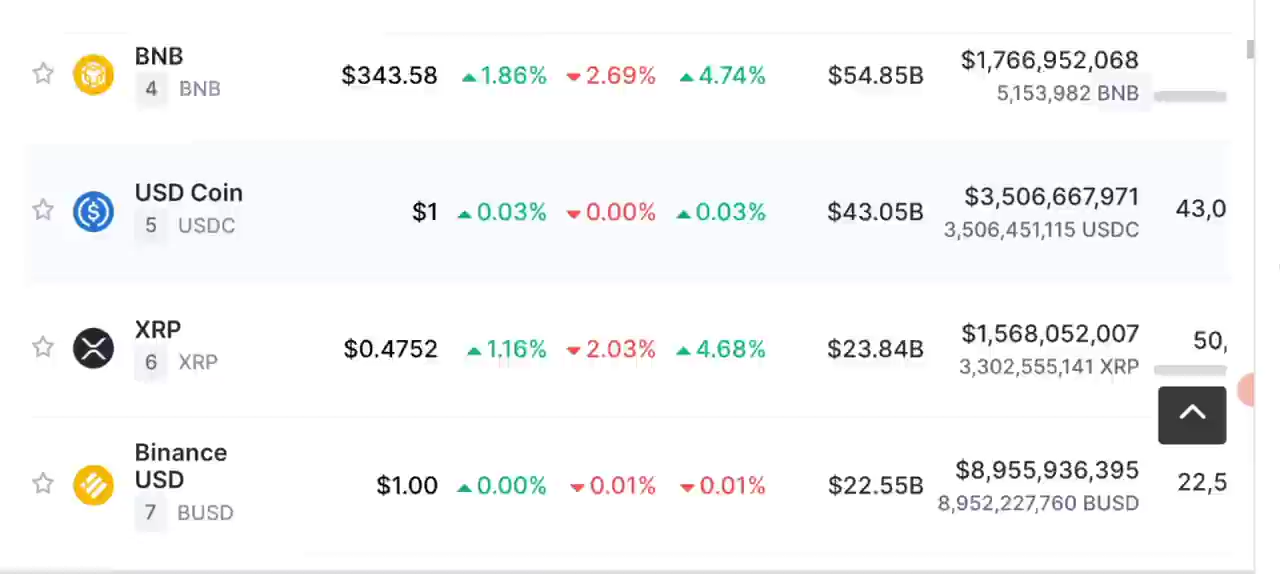 BNB
4 BNB
$343.58 1.86% 2.69% 4.74% $54.85B $1,766,952,068
5,153,982 BNB
USD Coin
5 USDC
$1 0.03% 0.00% 0.03% $43.05B $3,506,667,971 43,0
3,506,451,115 USDC
XRP
6 XRP
$0.4752 1.16% 2.03% 4.68% $23.84B $1,568,052,007 50,
3,302,555,141 XRP
Binance
USD
7 BUSD
$1.00 0.00% 0.01% 0.01% $22.55B $8,955,936,395 22,5
8,952,227,760 BUSD